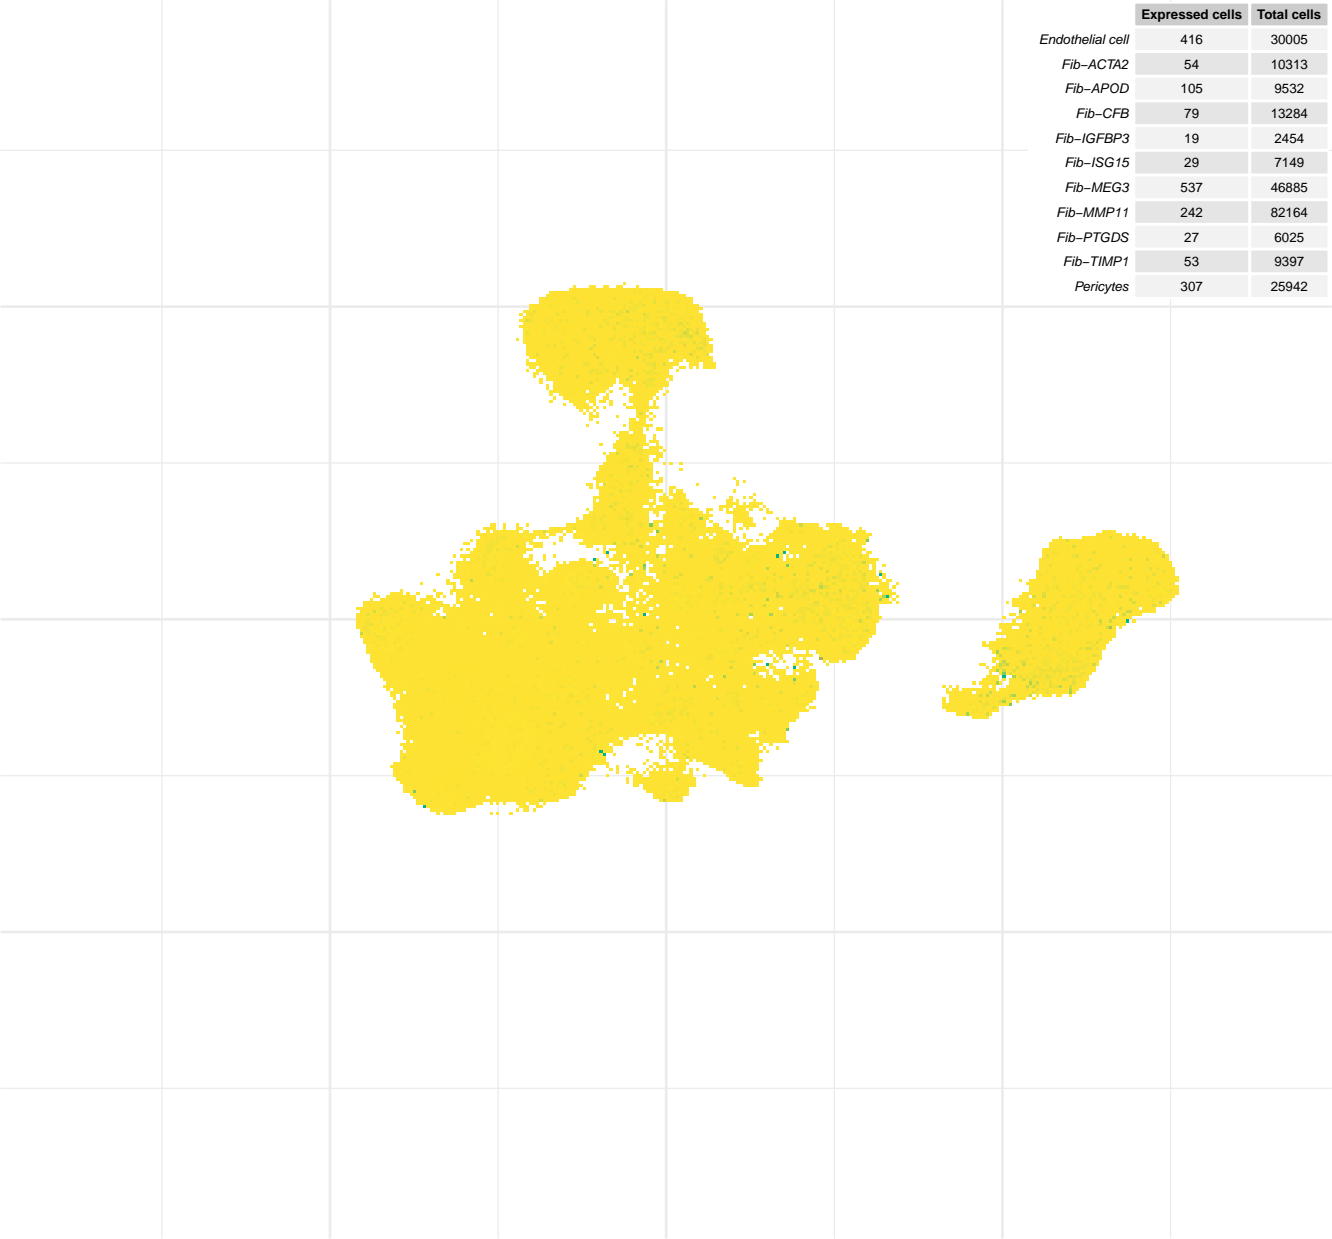 Expressed cells Total cells
Endothelial cell 416 30005
Fib−ACTA2 54 10313
Fib−APOD 105 9532
Fib−CFB 79 13284
Fib−IGFBP3 19 2454
Fib−ISG15 29 7149
Fib−MEG3 537 46885
Fib−MMP11 242 82164
Fib−PTGDS 27 6025
Fib−TIMP1 53 9397
Pericytes 307 25942